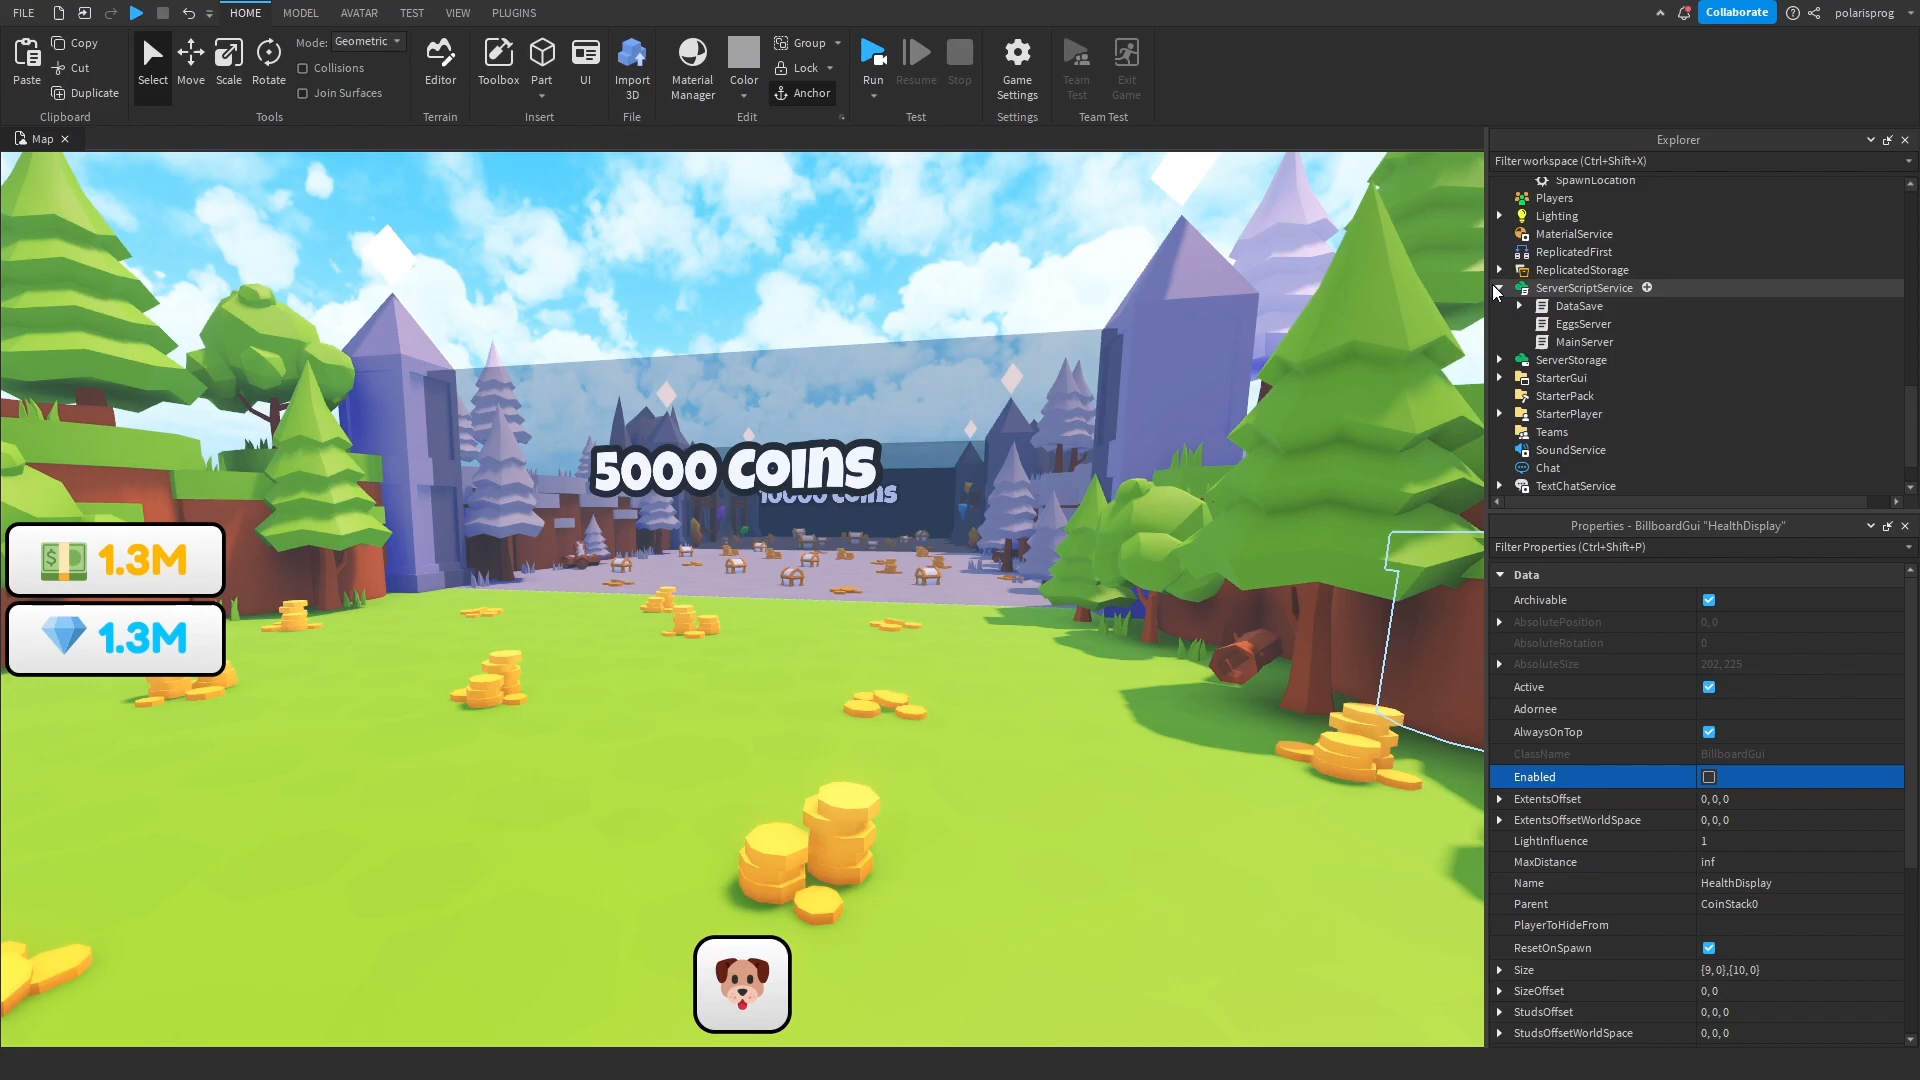 FILE
HOME
MODEL
AVATAR
TEST
VIEW
PLUGINS
Collaborate
polarisprog
Paste
Copy
Cut
Duplicate
Clipboard
Select
Move
Scale
Rotate
Mode: Geometric
Collisions
Join Surfaces
Tools
Editor
Terrain
Toolbox
Part
UI
Insert
Import
3D
File
Material
Manager
Color
Group
Lock
Anchor
Edit
Run
Resume
Stop
Test
Game
Settings
Settings
Team
Test
Exit
Game
Team Test
Map
5000 coins
10000 coins
1.3M
1.3M
Explorer
Filter workspace (Ctrl+Shift+X)
SpawnLocation
Players
Lighting
MaterialService
ReplicatedFirst
ReplicatedStorage
ServerScriptService
DataSave
EggsServer
MainServer
ServerStorage
StarterGui
StarterPack
StarterPlayer
Teams
SoundService
Chat
TextChatService
Properties - BillboardGui "HealthDisplay"
Filter Properties (Ctrl+Shift+P)
Data
Archivable
AbsolutePosition 0, 0
AbsoluteRotation 0
AbsoluteSize 202, 225
Active
Adornee
AlwaysOnTop
ClassName BillboardGui
Enabled
ExtentsOffset 0, 0, 0
ExtentsOffsetWorldSpace 0, 0, 0
LightInfluence 1
MaxDistance inf
Name HealthDisplay
Parent CoinStack0
PlayerToHideFrom
ResetOnSpawn
Size {9, 0},{10, 0}
SizeOffset 0, 0
StudsOffset 0, 0, 0
StudsOffsetWorldSpace 0, 0, 0